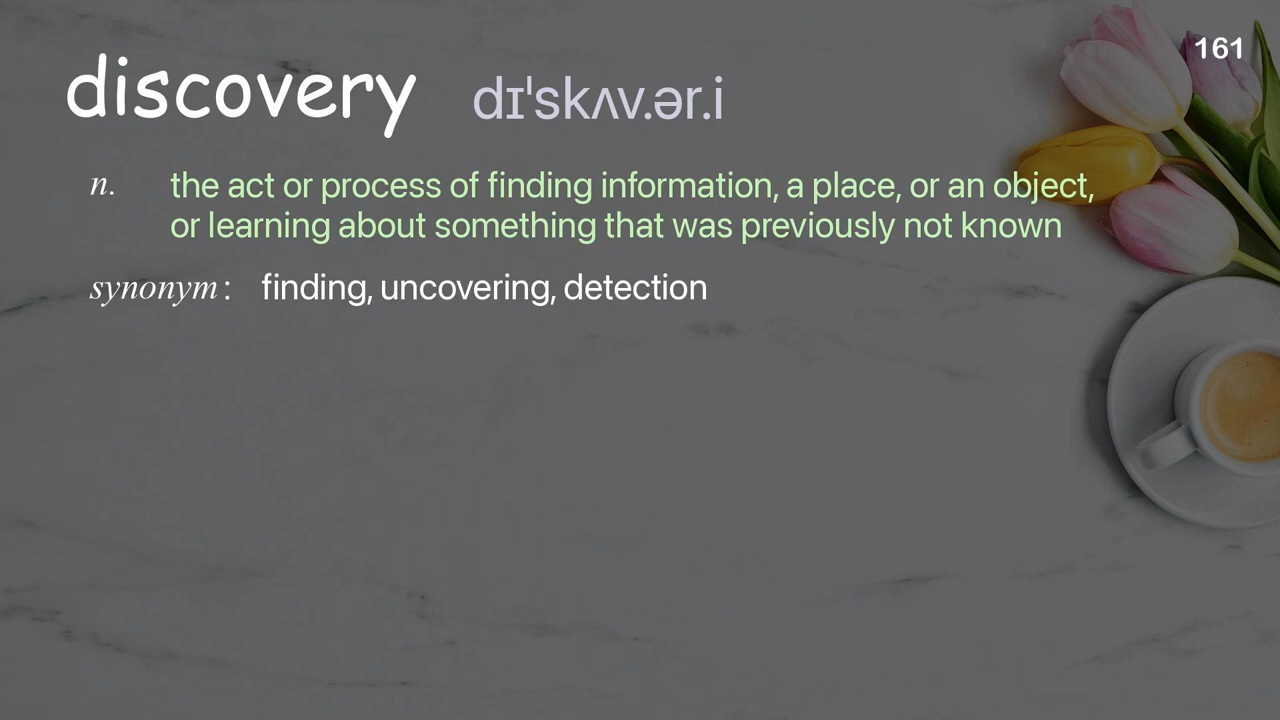 161
discovery dɪˈskʌv.ər.i
n. the act or process of finding information, a place, or an object,
or learning about something that was previously not known
synonym: finding, uncovering, detection